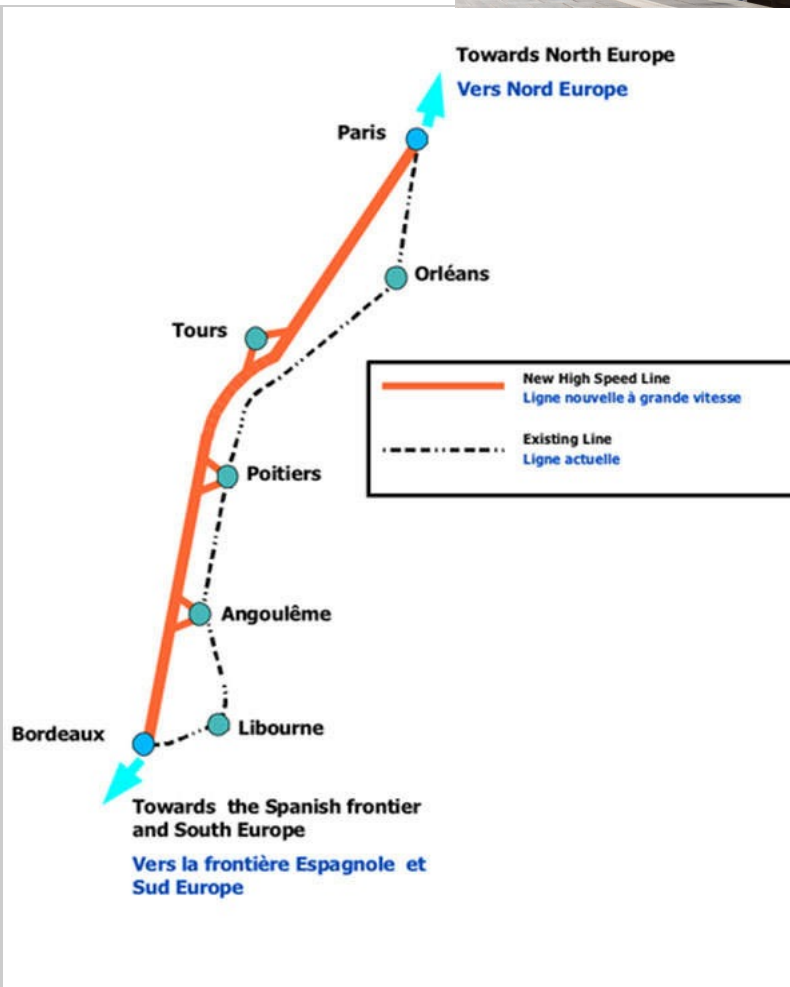 Towards North Europe
Vers Nord Europe
Paris
Orléans
Tours
New High Speed Line
Ligne nouvelle à grande vitesse
Existing Line
Ligne actuelle
Poitiers
Angoulême
Libourne
Bordeaux
Towards the Spanish frontier
and South Europe
Vers la frontière Espagnole et
Sud Europe